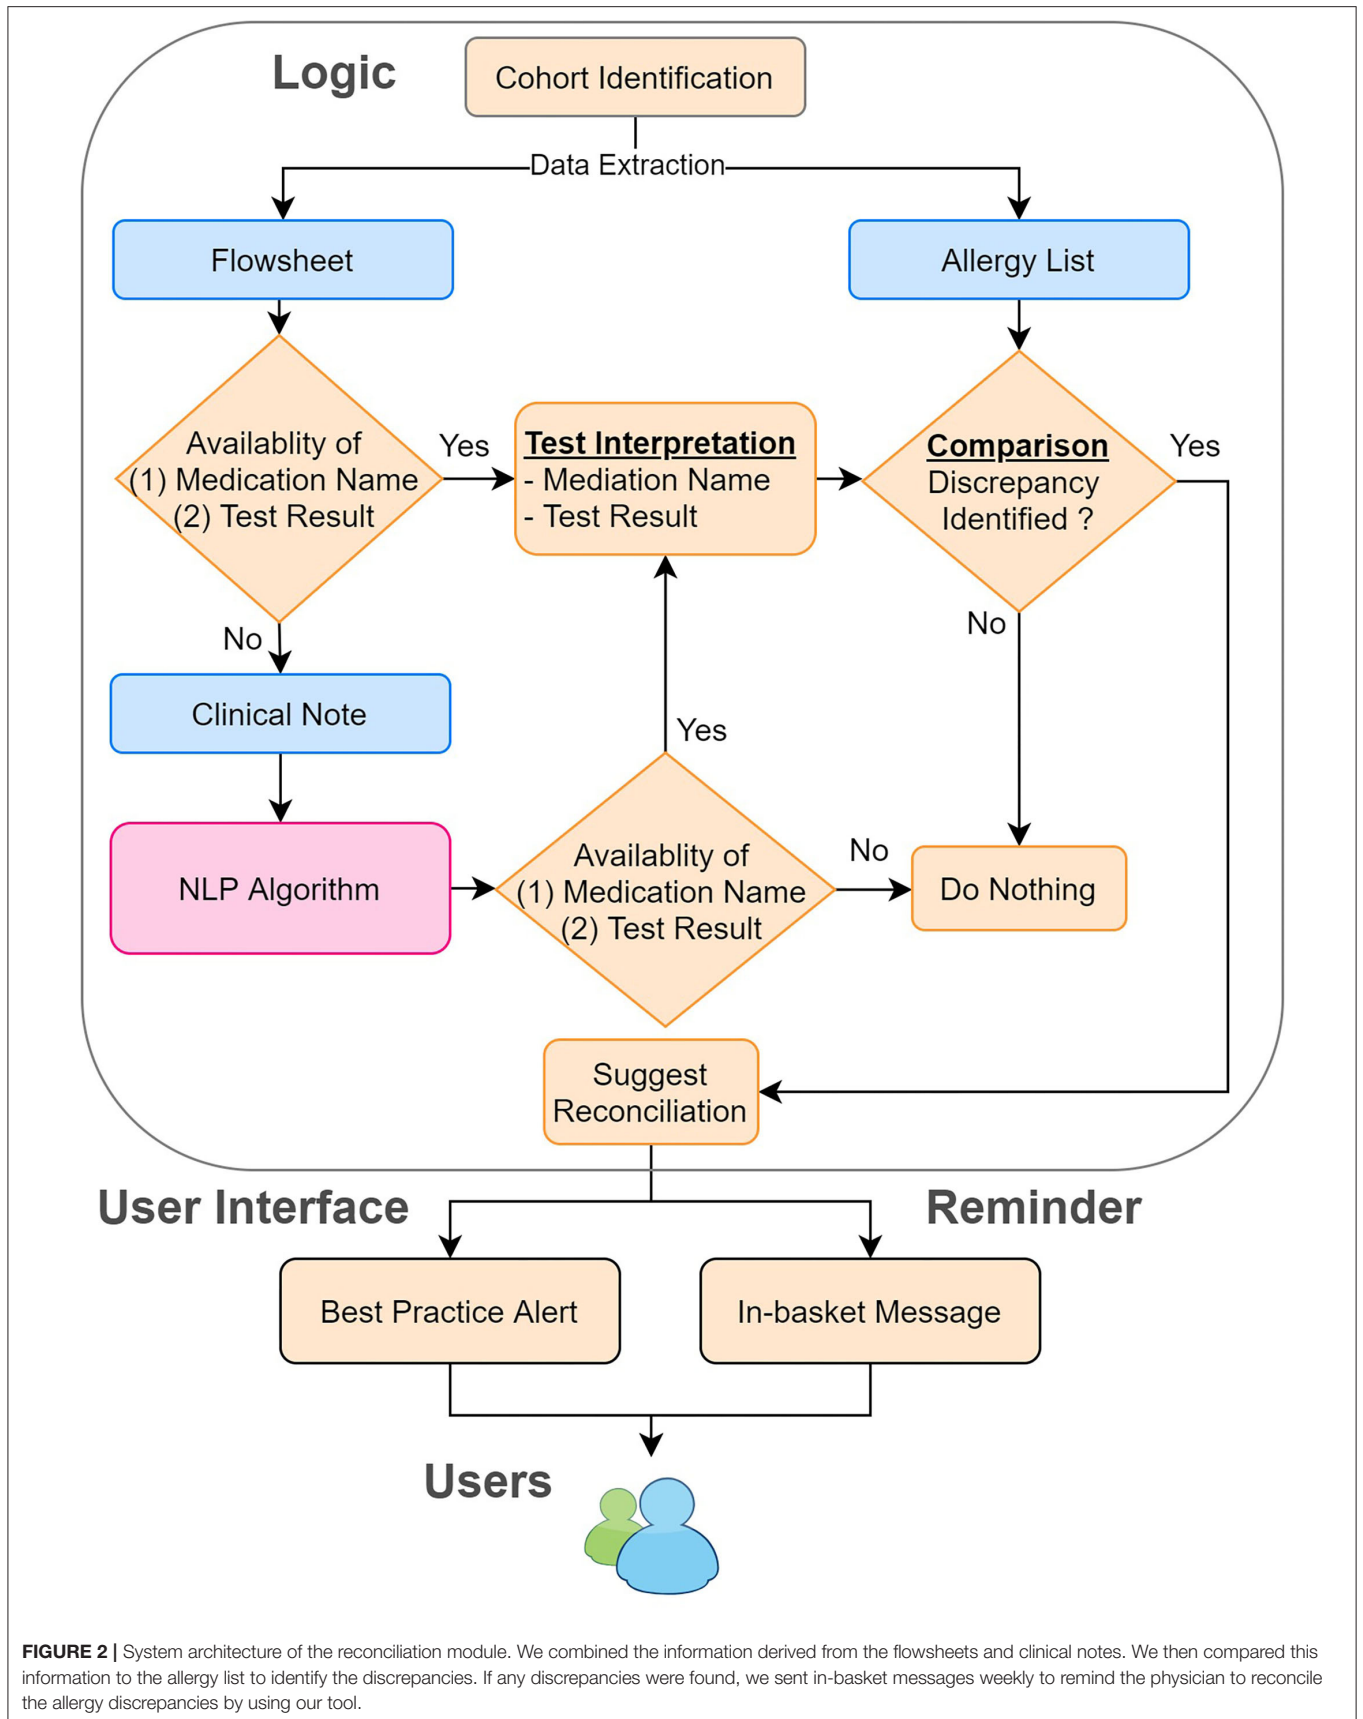 Logic
Cohort Identification
Data Extraction
Flowsheet
Allergy List
Availablity of
(1) Medication Name
(2) Test Result
Yes
Test Interpretation
- Mediation Name
- Test Result
Comparison
Discrepancy
Identified ?
Yes
No
No
Clinical Note
Yes
NLP Algorithm
Availablity of
(1) Medication Name
(2) Test Result
No
Do Nothing
Suggest
Reconciliation
User Interface
Reminder
Best Practice Alert
In-basket Message
Users
FIGURE 2 | System architecture of the reconciliation module. We combined the information derived from the flowsheets and clinical notes. We then compared this
information to the allergy list to identify the discrepancies. If any discrepancies were found, we sent in-basket messages weekly to remind the physician to reconcile
the allergy discrepancies by using our tool.